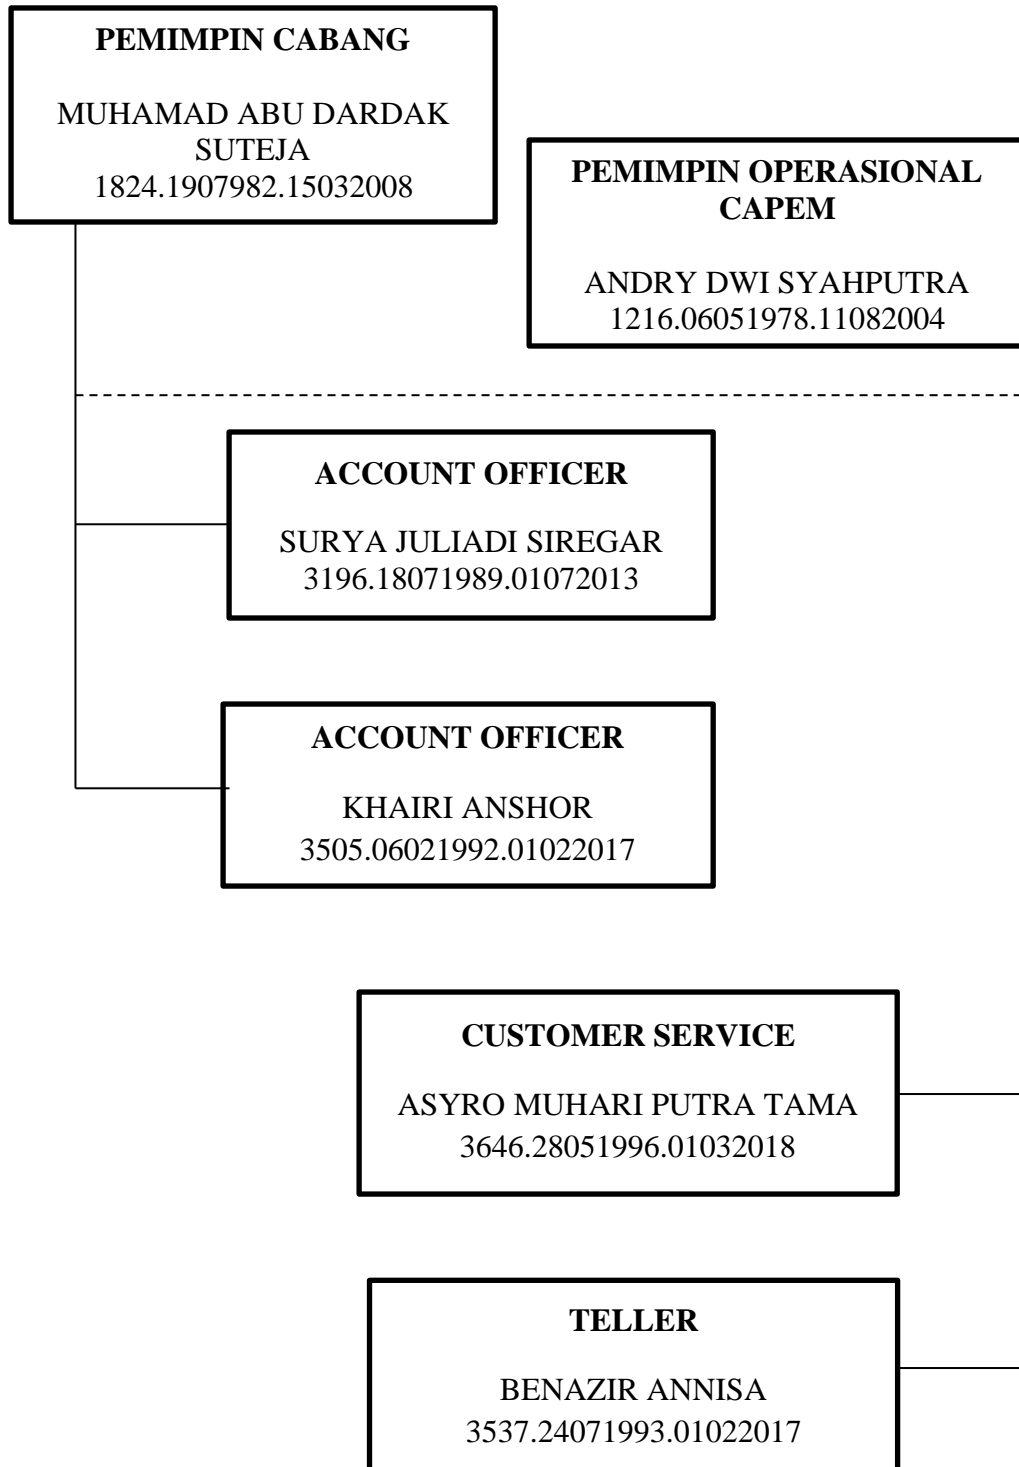 PEMIMPIN CABANG
MUHAMAD ABU DARDAK
SUTEJA
1824.1907982.15032008
PEMIMPIN OPERASIONAL
CAPEM
ANDRY DWI SYAHPUTRA
1216.06051978.11082004
ACCOUNT OFFICER
SURYA JULIADI SIREGAR
3196.18071989.01072013
ACCOUNT OFFICER
KHAIRI ANSHOR
3505.06021992.01022017
CUSTOMER SERVICE
ASYRO MUHARI PUTRA TAMA
3646.28051996.01032018
TELLER
BENAZIR ANNISA
3537.24071993.01022017